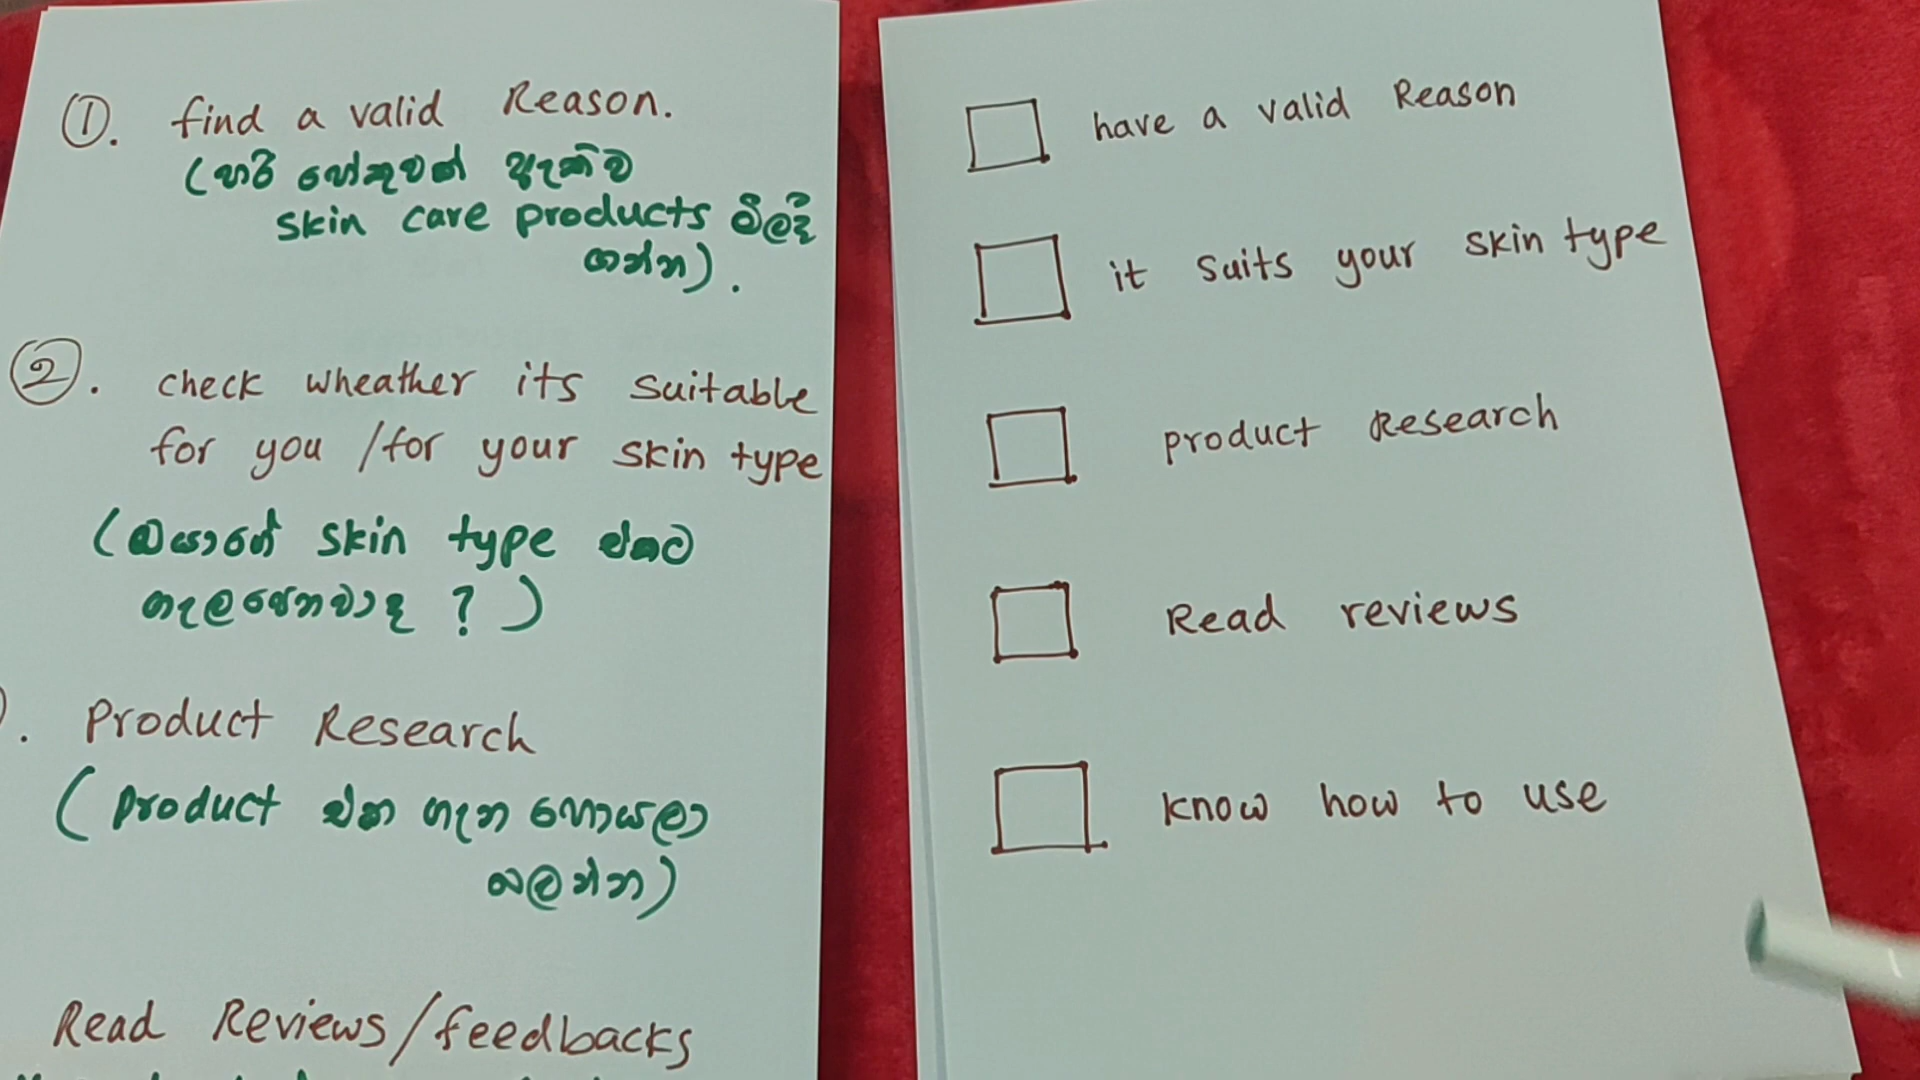 ①. find a valid Reason.
(හරි හේතුවක් ඇතිව
skin care products මිලදී
ගන්න).
②. check wheather its suitable
for you /for your skin type
(ඔයාගේ skin type එකට
ගැලපෙනවාද ?)
. Product Research
(product එක ගැන හොයලා
බලන්න)
Read Reviews/feedbacks
have a valid Reason
it suits your skin type
product Research
Read reviews
know how to use